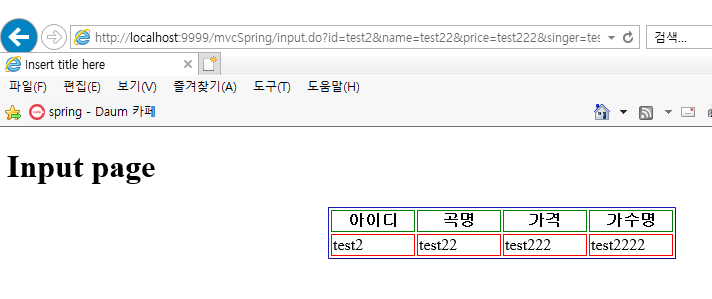 http://localhost:9999/mvcSpring/input.do?id=test2&name=test22&price=test222&singer=tes
검색...
Insert title here
파일(F) 편집(E) 보기(V) 즐겨찾기(A) 도구(T) 도움말(H)
spring - Daum 카페
Input page
아이디 곡명 가격 가수명
test2 test22 test222 test2222